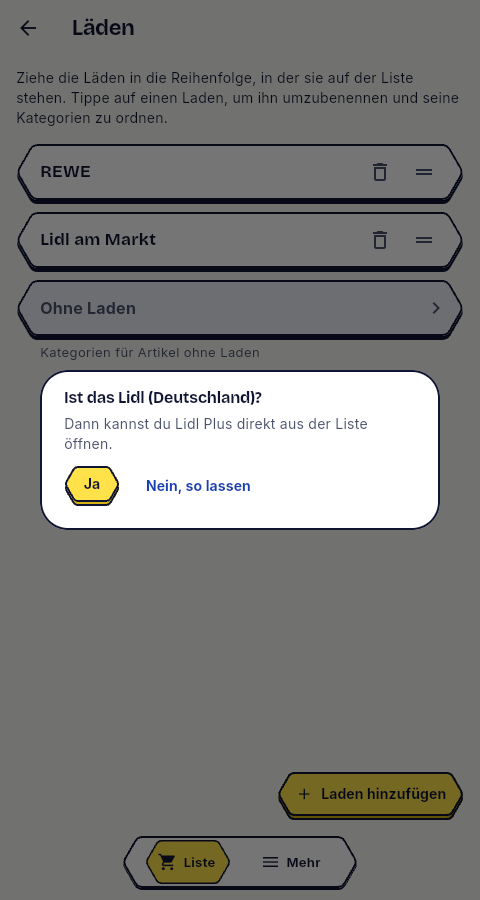 Läden
Ziehe die Läden in die Reihenfolge, in der sie auf der Liste
stehen. Tippe auf einen Laden, um ihn umzubenennen und seine
Kategorien zu ordnen.
REWE
Lidl am Markt
Ohne Laden
Kategorien für Artikel ohne Laden
Ist das Lidl (Deutschland)?
Dann kannst du Lidl Plus direkt aus der Liste
öffnen.
Ja
Nein, so lassen
Laden hinzufügen
Liste
Mehr